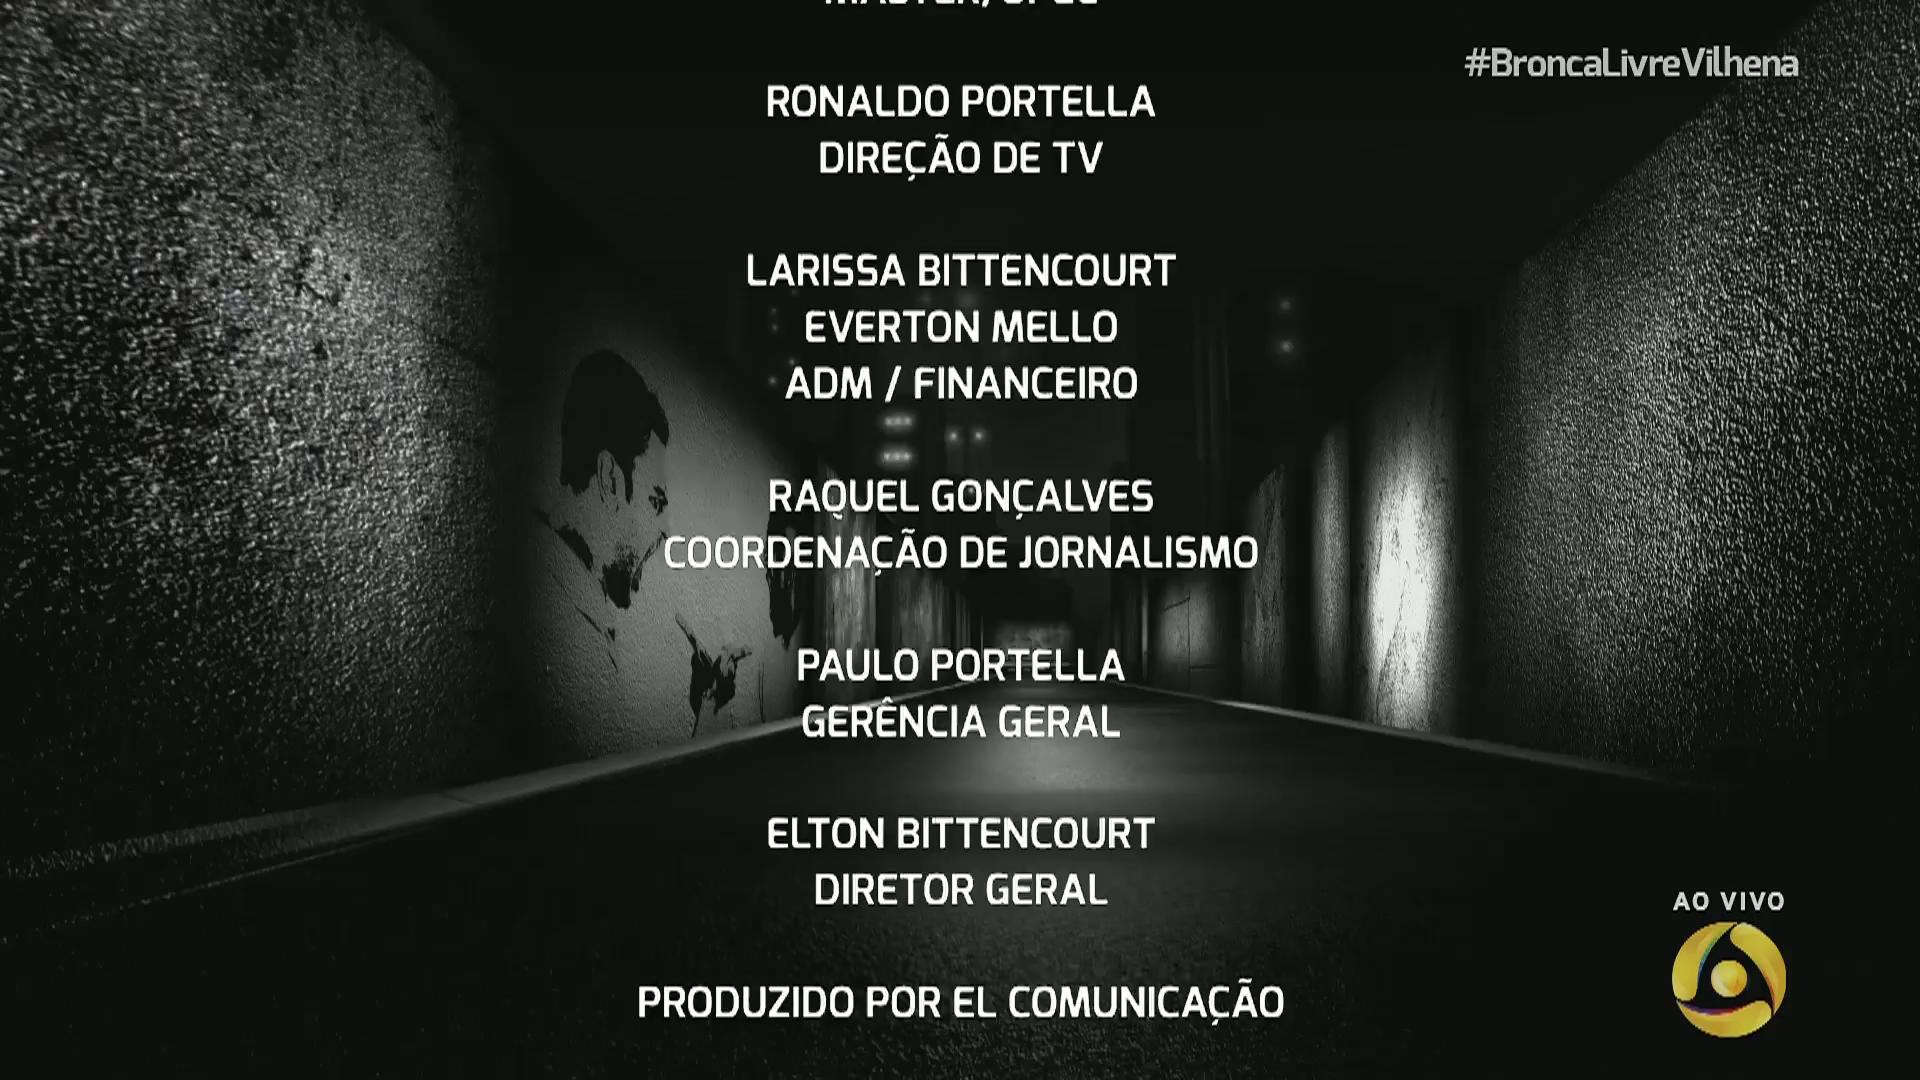 #BroncaLivreVilhena
RONALDO PORTELLA
DIREÇÃO DE TV
LARISSA BITTENCOURT
EVERTON MELLO
ADM / FINANCEIRO
RAQUEL GONÇALVES
COORDENAÇÃO DE JORNALISMO
PAULO PORTELLA
GERÊNCIA GERAL
ELTON BITTENCOURT
DIRETOR GERAL
AO VIVO
PRODUZIDO POR EL COMUNICAÇÃO